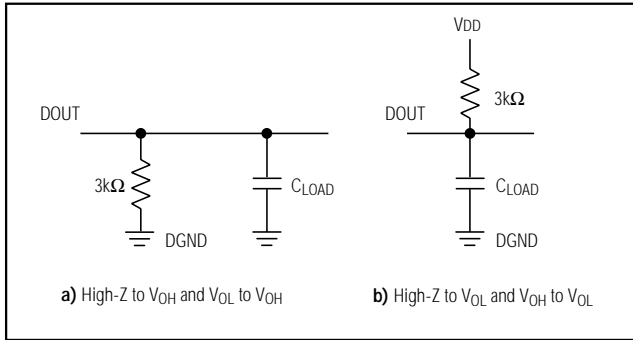 DOUT
3kΩ
DGND
CLOAD
a) High-Z to VOH and VOL to VOH
VDD
3kΩ
DOUT
CLOAD
DGND
b) High-Z to VOL and VOH to VOL